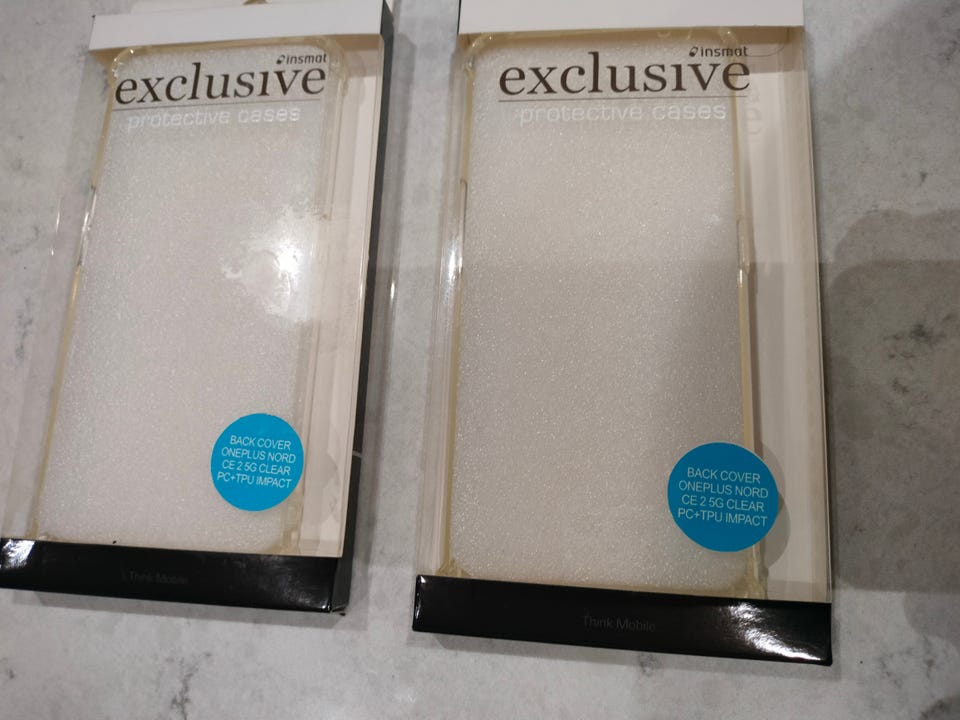 insmat
exclusive
protective cases
BACK COVER
ONEPLUS NORD
CE 2 5G CLEAR
PC+TPU IMPACT
Think Mobile
insmat
exclusive
protective cases
BACK COVER
ONEPLUS NORD
CE 2 5G CLEAR
PC+TPU IMPACT
Think Mobile